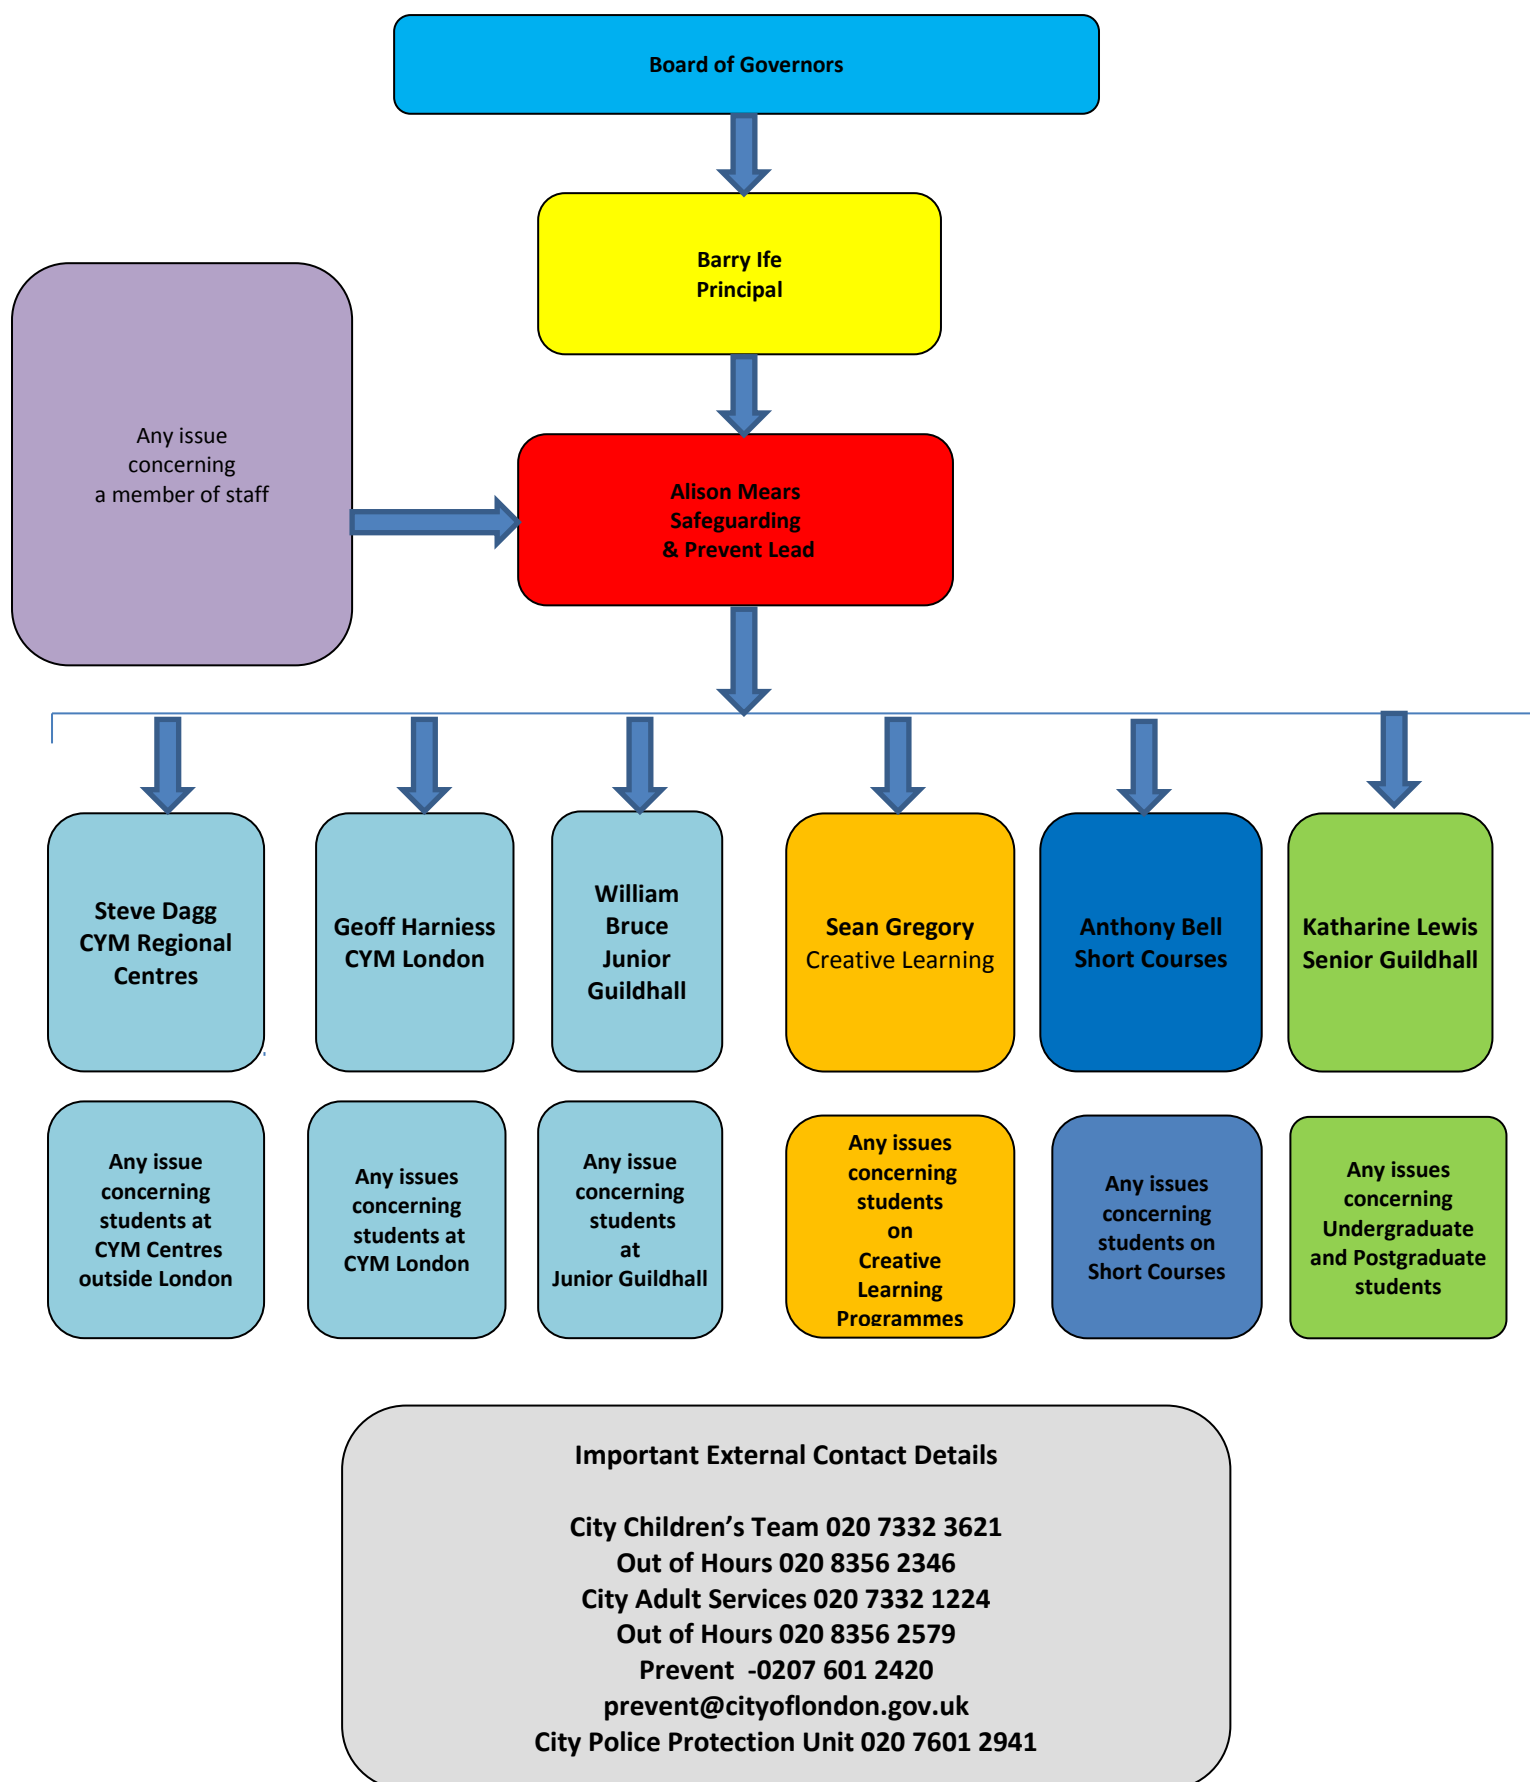 Board of Governors
Barry Ife
Principal
Any issue
concerning
a member of staff
Alison Mears
Safeguarding
& Prevent Lead
Steve Dagg
CYM Regional
Centres
Geoff Harniess
CYM London
William
Bruce
Junior
Guildhall
Sean Gregory
Creative Learning
Anthony Bell
Short Courses
Katharine Lewis
Senior Guildhall
Any issue
concerning
students at
CYM Centres
outside London
Any issues
concerning
students at
CYM London
Any issue
concerning
students
at
Junior Guildhall
Any issues
concerning
students
on
Creative
Learning
Programmes
Any issues
concerning
students on
Short Courses
Any issues
concerning
Undergraduate
and Postgraduate
students
Important External Contact Details
City Children’s Team 020 7332 3621
Out of Hours 020 8356 2346
City Adult Services 020 7332 1224
Out of Hours 020 8356 2579
Prevent -0207 601 2420
prevent@cityoflondon.gov.uk
City Police Protection Unit 020 7601 2941